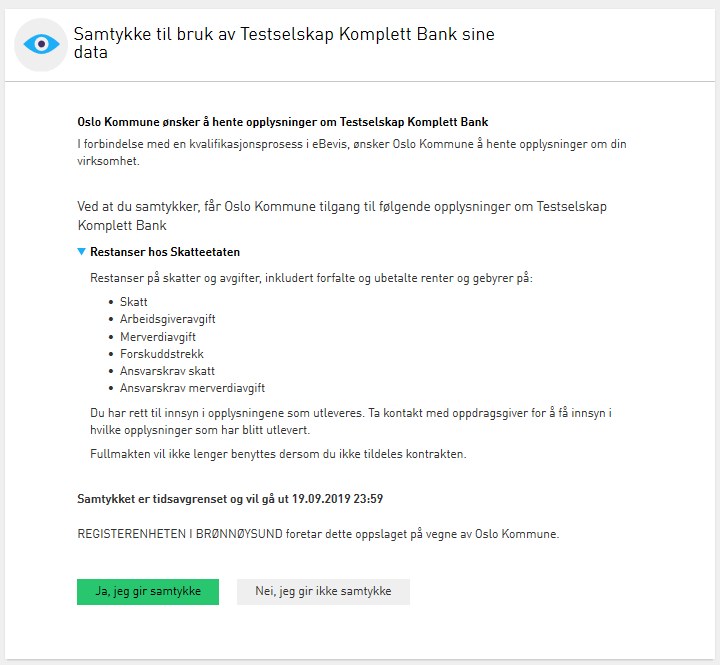 Samtykke til bruk av Testselskap Komplett Bank sine
data
Oslo Kommune ønsker å hente opplysninger om Testselskap Komplett Bank
I forbindelse med en kvalifikasjonsprosess i eBevis, ønsker Oslo Kommune å hente opplysninger om din
virksomhet.
Ved at du samtykker, får Oslo Kommune tilgang til følgende opplysninger om Testselskap
Komplett Bank
Restanser hos Skatteetaten
Restanser på skatter og avgifter, inkludert forfalte og ubetalte renter og gebyrer på:
• Skatt
• Arbeidsgiveravgift
• Merverdiavgift
• Forskuddstrekk
• Ansvarskrav skatt
• Ansvarskrav merverdiavgift
Du har rett til innsyn i opplysningene som utleveres. Ta kontakt med oppdragsgiver for å få innsyn i
hvilke opplysninger som har blitt utlevert.
Fullmakten vil ikke lenger benyttes dersom du ikke tildeles kontrakten.
Samtykket er tidsavgrenset og vil gå ut 19.09.2019 23:59
REGISTERENHETEN I BRØNNØYSUND foretar dette oppslaget på vegne av Oslo Kommune.
Ja, jeg gir samtykke
Nei, jeg gir ikke samtykke